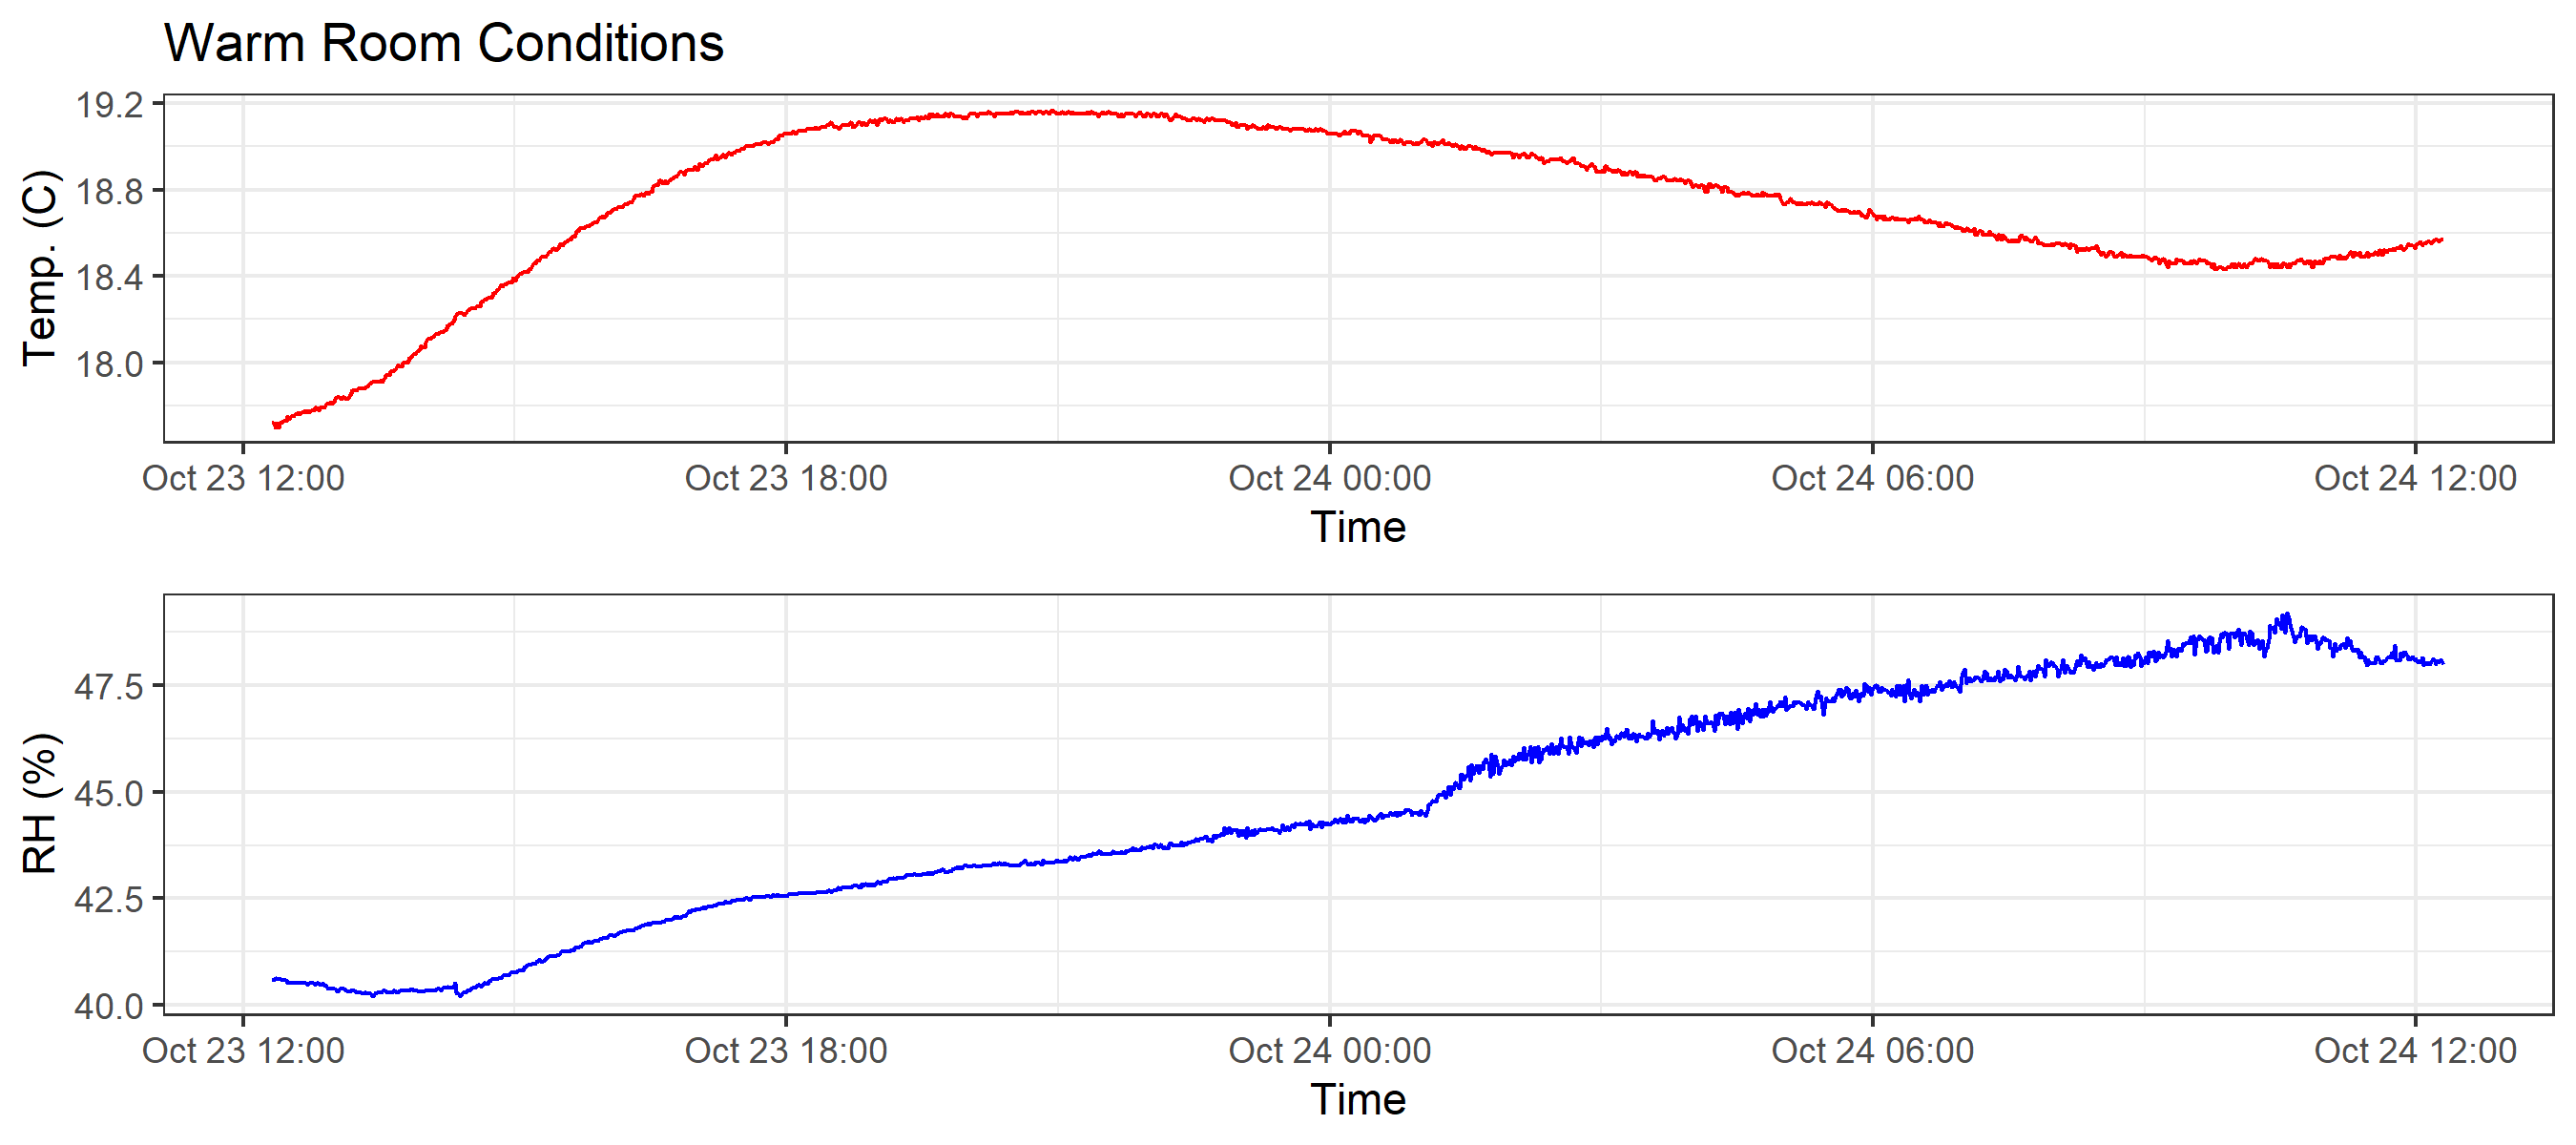 Warm Room Conditions
Temp. (C)
19.2
18.8
18.4
18.0
Oct 23 12:00 Oct 23 18:00 Oct 24 00:00 Oct 24 06:00 Oct 24 12:00
Time
RH (%)
47.5
45.0
42.5
40.0
Oct 23 12:00 Oct 23 18:00 Oct 24 00:00 Oct 24 06:00 Oct 24 12:00
Time